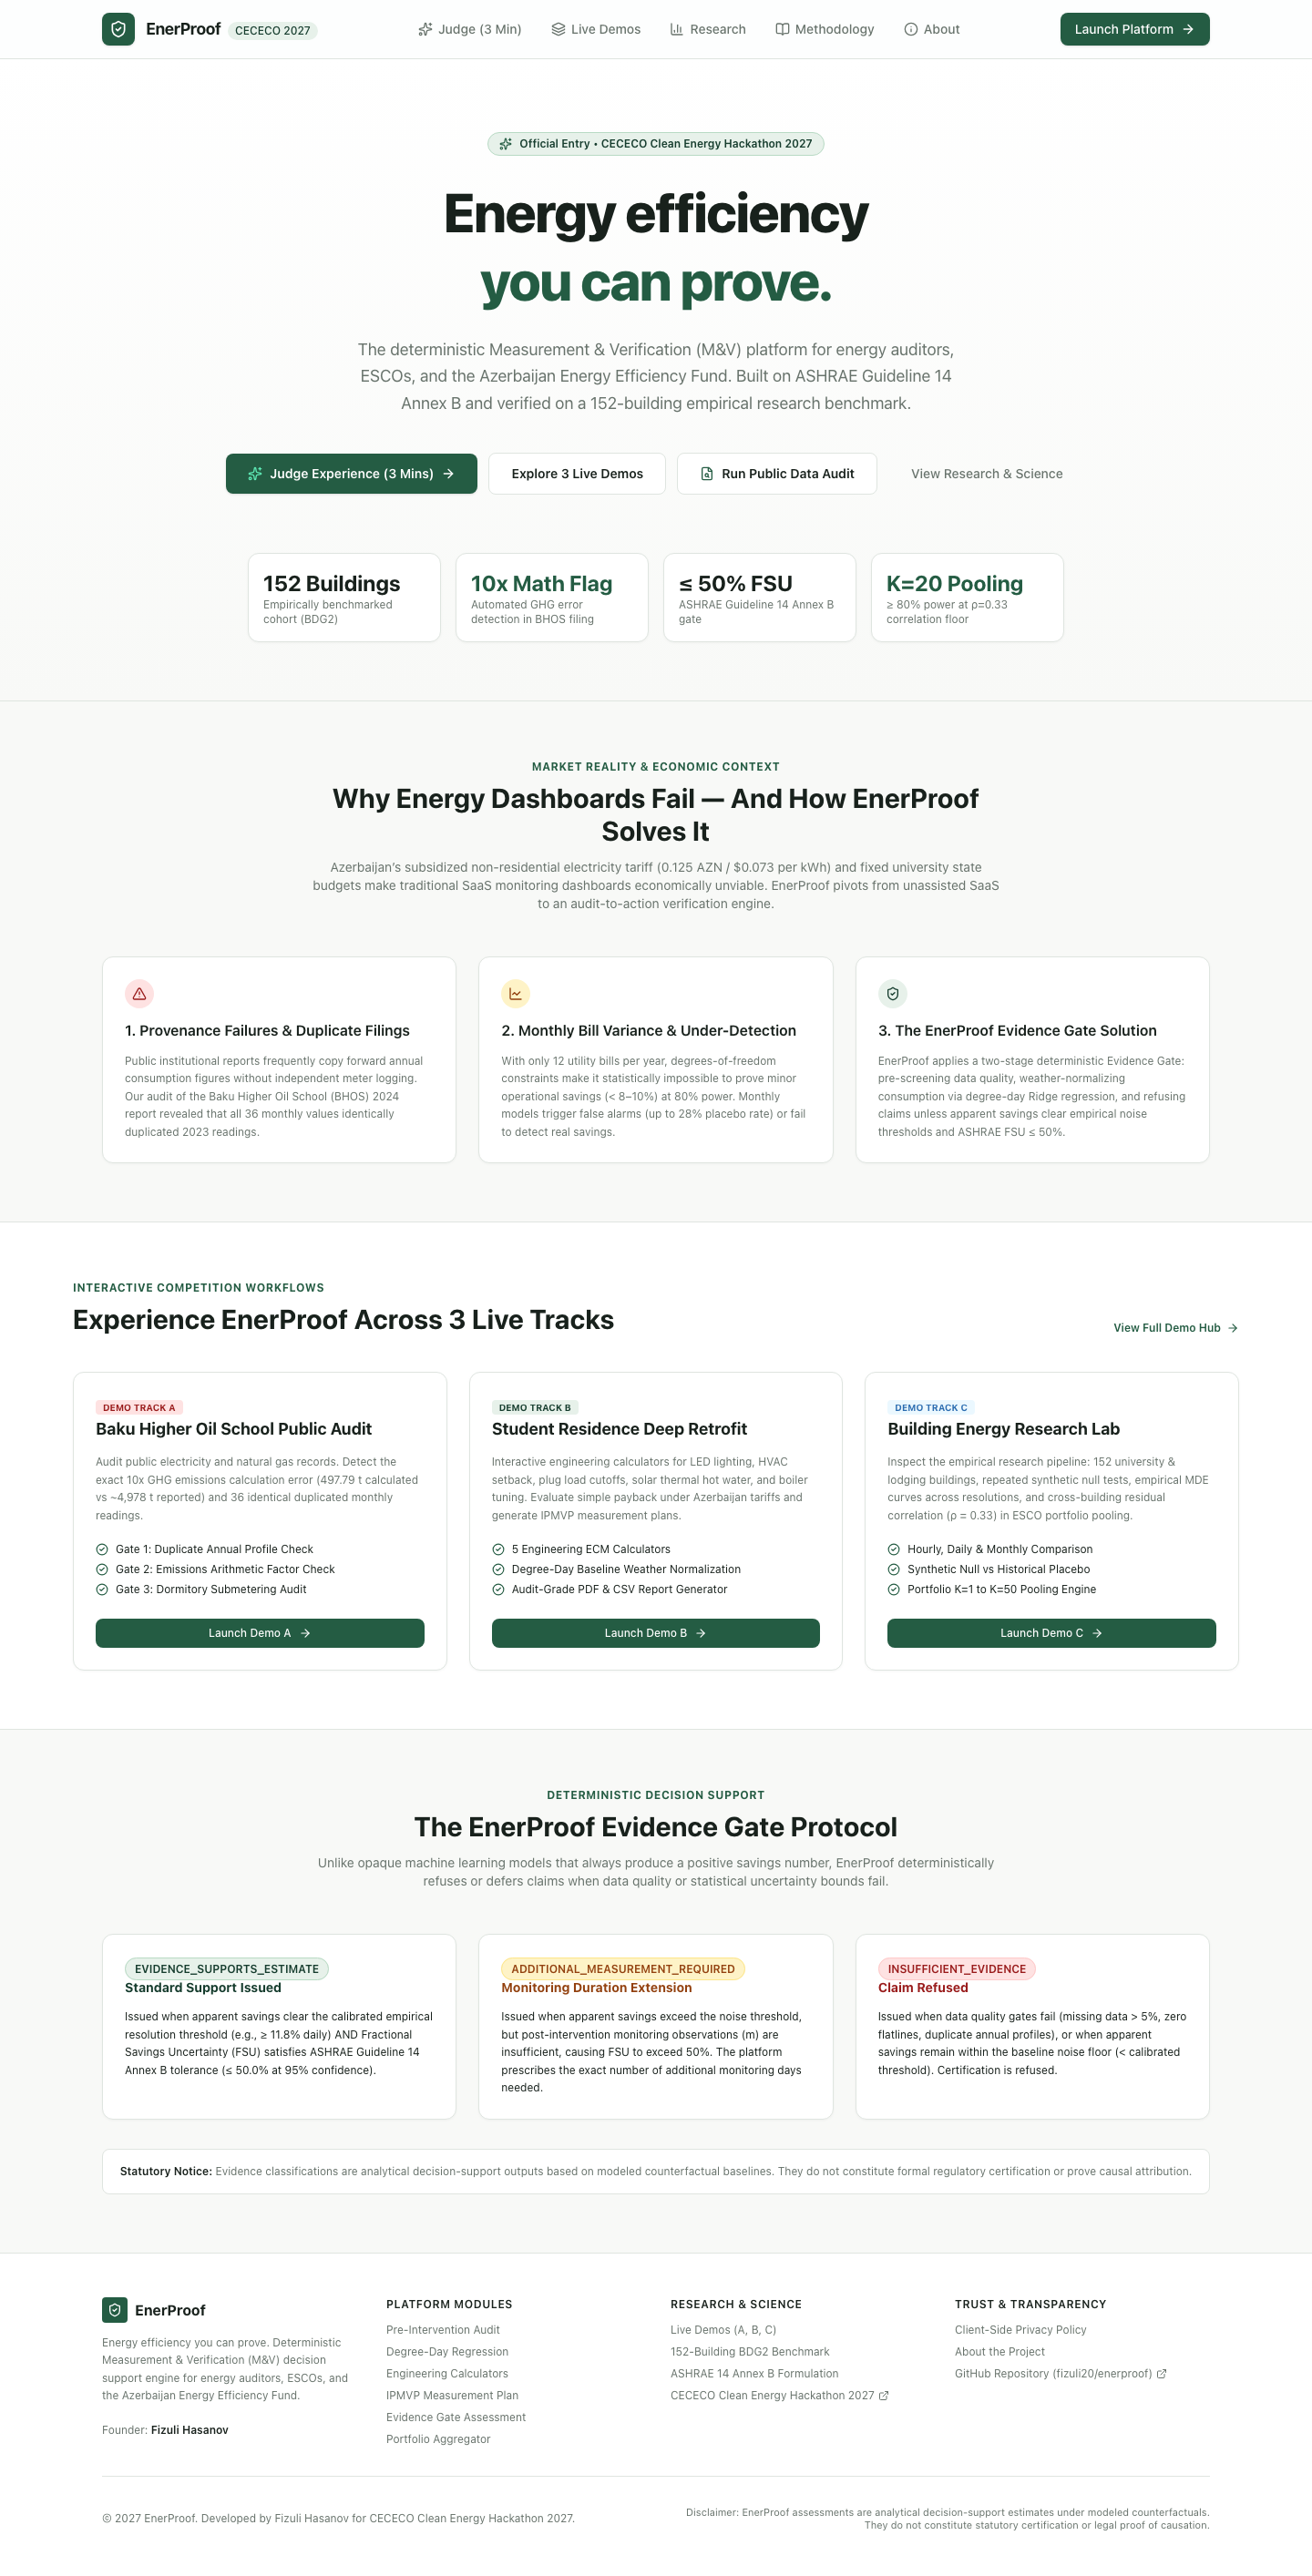 EnerProof CECECO 2027 Judge (3 Min) Live Demos Research Methodology About Launch Platform
Official Entry • CECECO Clean Energy Hackathon 2027
Energy efficiency
you can prove.
The deterministic Measurement & Verification (M&V) platform for energy auditors,
ESCOs, and the Azerbaijan Energy Efficiency Fund. Built on ASHRAE Guideline 14
Annex B and verified on a 152-building empirical research benchmark.
Judge Experience (3 Mins) Explore 3 Live Demos Run Public Data Audit View Research & Science
152 Buildings
Empirically benchmarked
cohort (BDG2)
10x Math Flag
Automated GHG error
detection in BHOS filing
≤ 50% FSU
ASHRAE Guideline 14 Annex B
gate
K=20 Pooling
≥ 80% power at ρ=0.33
correlation floor
MARKET REALITY & ECONOMIC CONTEXT
Why Energy Dashboards Fail — And How EnerProof
Solves It
Azerbaijan's subsidized non-residential electricity tariff (0.125 AZN / $0.073 per kWh) and fixed university state
budgets make traditional SaaS monitoring dashboards economically unviable. EnerProof pivots from unassisted SaaS
to an audit-to-action verification engine.
1. Provenance Failures & Duplicate Filings
Public institutional reports frequently copy forward annual
consumption figures without independent meter logging.
Our audit of the Baku Higher Oil School (BHOS) 2024
report revealed that all 36 monthly values identically
duplicated 2023 readings.
2. Monthly Bill Variance & Under-Detection
With only 12 utility bills per year, degrees-of-freedom
constraints make it statistically impossible to prove minor
operational savings (< 8–10%) at 80% power. Monthly
models trigger false alarms (up to 28% placebo rate) or fail
to detect real savings.
3. The EnerProof Evidence Gate Solution
EnerProof applies a two-stage deterministic Evidence Gate:
pre-screening data quality, weather-normalizing
consumption via degree-day Ridge regression, and refusing
claims unless apparent savings clear empirical noise
thresholds and ASHRAE FSU ≤ 50%.
INTERACTIVE COMPETITION WORKFLOWS
Experience EnerProof Across 3 Live Tracks
View Full Demo Hub
DEMO TRACK A
Baku Higher Oil School Public Audit
Audit public electricity and natural gas records. Detect the
exact 10x GHG emissions calculation error (497.79 t calculated
vs ~4,978 t reported) and 36 identical duplicated monthly
readings.
Gate 1: Duplicate Annual Profile Check
Gate 2: Emissions Arithmetic Factor Check
Gate 3: Dormitory Submetering Audit
Launch Demo A
DEMO TRACK B
Student Residence Deep Retrofit
Interactive engineering calculators for LED lighting, HVAC
setback, plug load cutoffs, solar thermal hot water, and boiler
tuning. Evaluate simple payback under Azerbaijan tariffs and
generate IPMVP measurement plans.
5 Engineering ECM Calculators
Degree-Day Baseline Weather Normalization
Audit-Grade PDF & CSV Report Generator
Launch Demo B
DEMO TRACK C
Building Energy Research Lab
Inspect the empirical research pipeline: 152 university &
lodging buildings, repeated synthetic null tests, empirical MDE
curves across resolutions, and cross-building residual
correlation (ρ = 0.33) in ESCO portfolio pooling.
Hourly, Daily & Monthly Comparison
Synthetic Null vs Historical Placebo
Portfolio K=1 to K=50 Pooling Engine
Launch Demo C
DETERMINISTIC DECISION SUPPORT
The EnerProof Evidence Gate Protocol
Unlike opaque machine learning models that always produce a positive savings number, EnerProof deterministically
refuses or defers claims when data quality or statistical uncertainty bounds fail.
EVIDENCE_SUPPORTS_ESTIMATE
Standard Support Issued
Issued when apparent savings clear the calibrated empirical
resolution threshold (e.g., ≥ 11.8% daily) AND Fractional
Savings Uncertainty (FSU) satisfies ASHRAE Guideline 14
Annex B tolerance (≤ 50.0% at 95% confidence).
ADDITIONAL_MEASUREMENT_REQUIRED
Monitoring Duration Extension
Issued when apparent savings exceed the noise threshold,
but post-intervention monitoring observations (m) are
insufficient, causing FSU to exceed 50%. The platform
prescribes the exact number of additional monitoring days
needed.
INSUFFICIENT_EVIDENCE
Claim Refused
Issued when data quality gates fail (missing data > 5%, zero
flatlines, duplicate annual profiles), or when apparent
savings remain within the baseline noise floor (< calibrated
threshold). Certification is refused.
Statutory Notice: Evidence classifications are analytical decision-support outputs based on modeled counterfactual baselines. They do not constitute formal regulatory certification or prove causal attribution.
EnerProof
Energy efficiency you can prove. Deterministic
Measurement & Verification (M&V) decision
support engine for energy auditors, ESCOs, and
the Azerbaijan Energy Efficiency Fund.
Founder: Fizuli Hasanov
PLATFORM MODULES
Pre-Intervention Audit
Degree-Day Regression
Engineering Calculators
IPMVP Measurement Plan
Evidence Gate Assessment
Portfolio Aggregator
RESEARCH & SCIENCE
Live Demos (A, B, C)
152-Building BDG2 Benchmark
ASHRAE 14 Annex B Formulation
CECECO Clean Energy Hackathon 2027
TRUST & TRANSPARENCY
Client-Side Privacy Policy
About the Project
GitHub Repository (fizuli20/enerproof)
© 2027 EnerProof. Developed by Fizuli Hasanov for CECECO Clean Energy Hackathon 2027.
Disclaimer: EnerProof assessments are analytical decision-support estimates under modeled counterfactuals.
They do not constitute statutory certification or legal proof of causation.